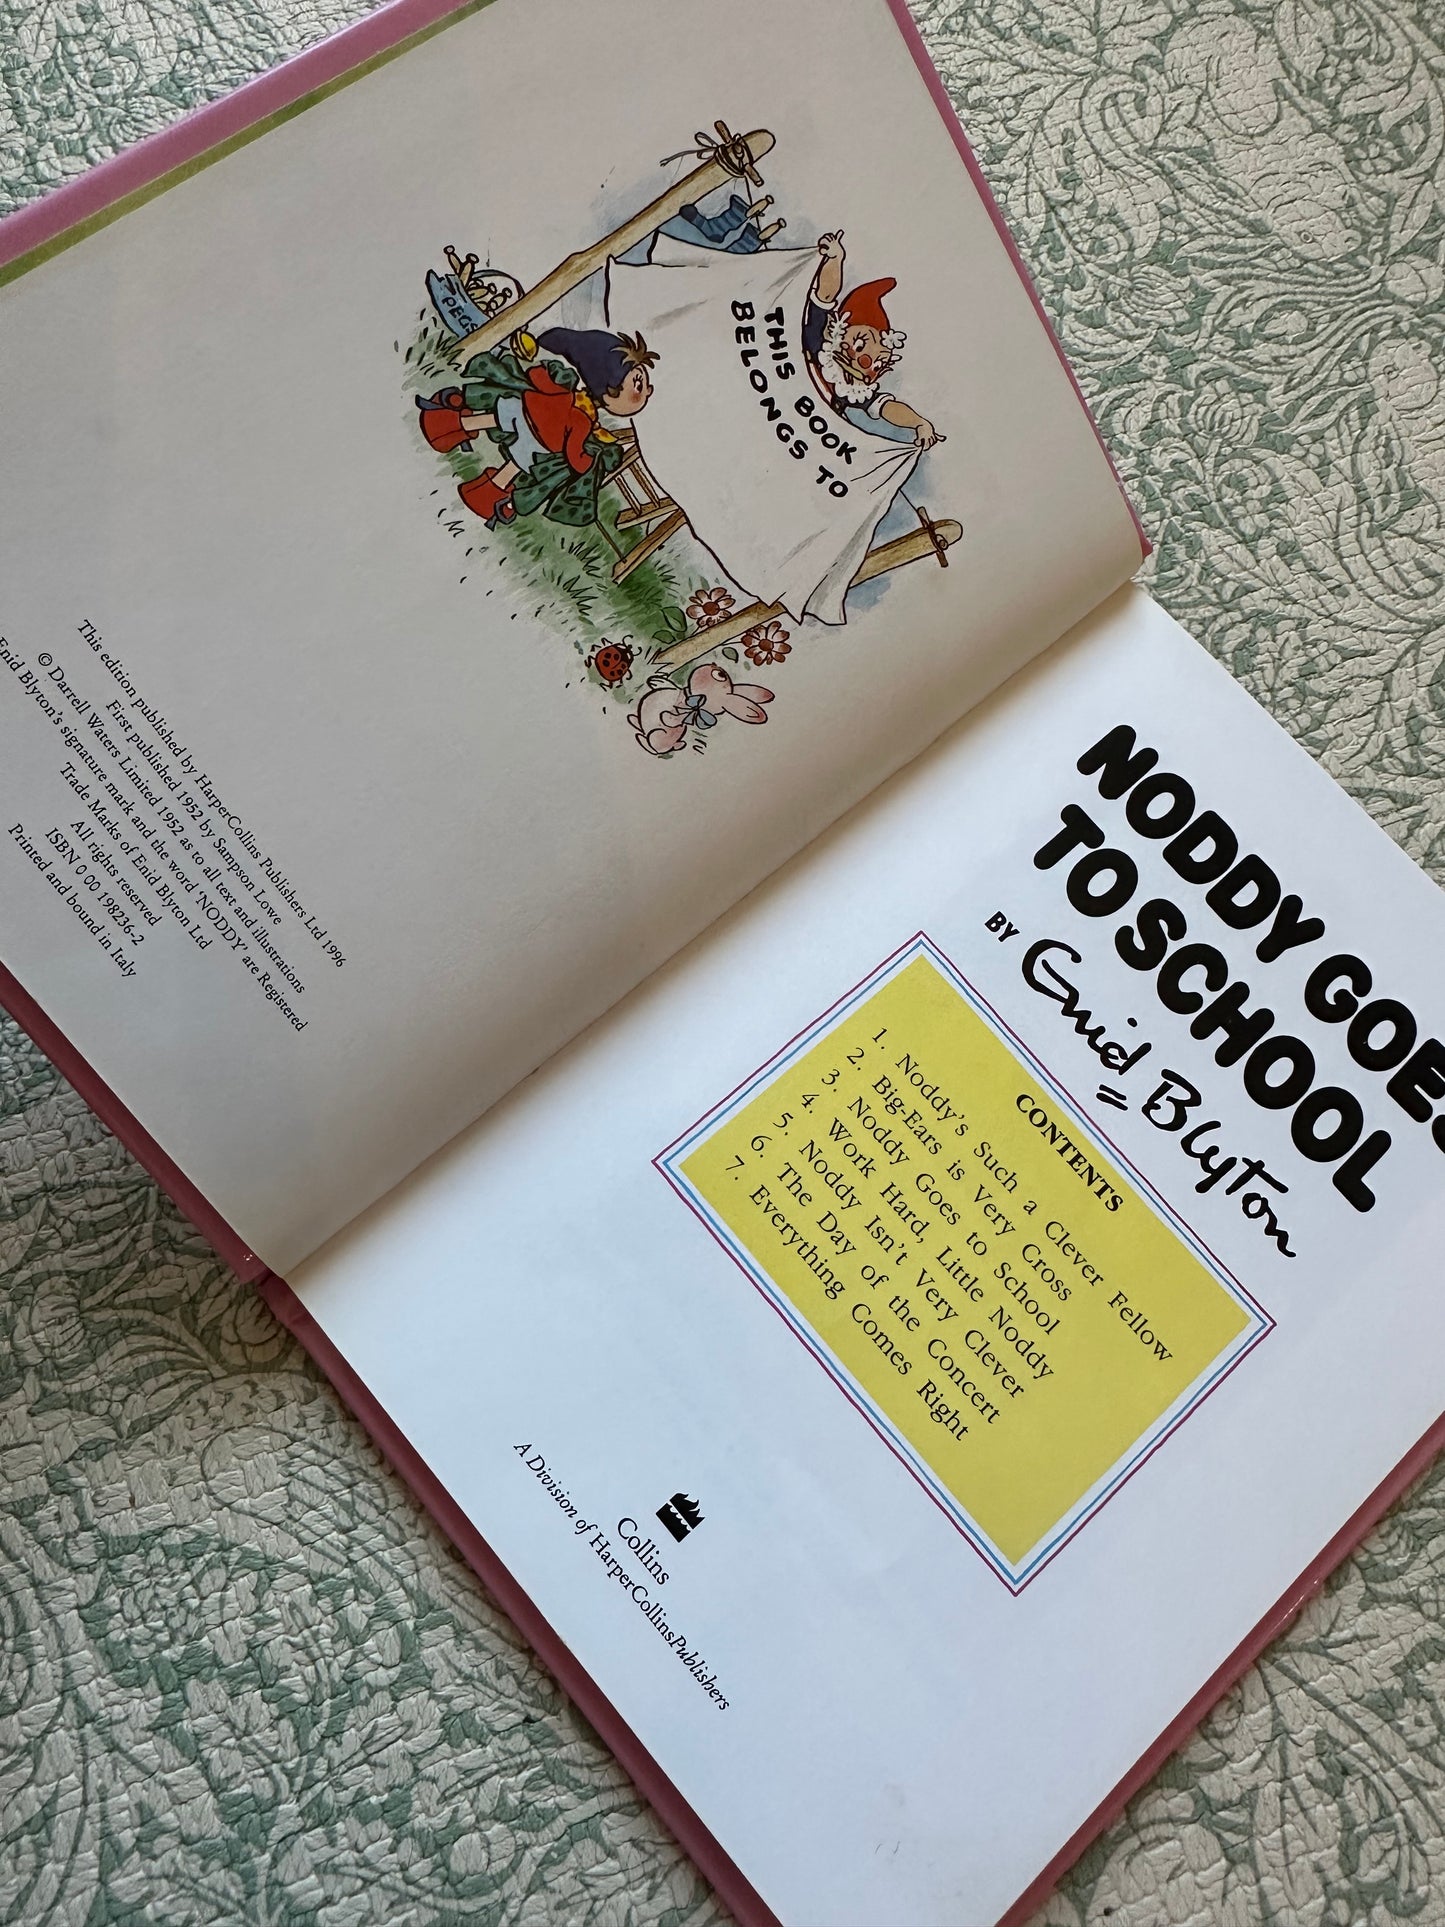 PEGS
THIS BOOK
BELONGS TO
This edition published by HarperCollins Publishers Ltd 1996
First published 1952 by Sampson Lowe
© Darrell Waters Limited 1952 as to all text and illustrations
Enid Blyton's signature mark and the word 'NODDY' are Registered
Trade Marks of Enid Blyton Ltd
All rights reserved
ISBN 0 00 198236-2
Printed and bound in Italy
NODDY GOES
TO SCHOOL
BY Enid Blyton
CONTENTS
1. Noddy's Such a Clever Fellow
2. Big-Ears is Very Cross
3. Noddy Goes to School
4. Work Hard, Little Noddy
5. Noddy Isn't Very Clever
6. The Day of the Concert
7. Everything Comes Right
Collins
A Division of HarperCollinsPublishers